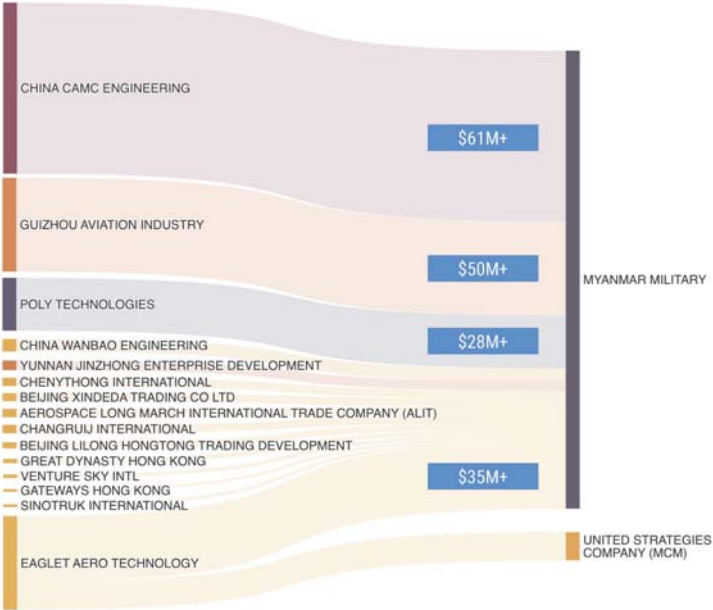 CHINA CAMC ENGINEERING
$61M+
GUIZHOU AVIATION INDUSTRY
$50M+
MYANMAR MILITARY
POLY TECHNOLOGIES
$28M+
CHINA WANBAO ENGINEERING
YUNNAN JINZHONG ENTERPRISE DEVELOPMENT
CHENYTHONG INTERNATIONAL
BEIJING XINDEDA TRADING CO LTD
AEROSPACE LONG MARCH INTERNATIONAL TRADE COMPANY (ALIT)
CHANGRUIJ INTERNATIONAL
BEIJING LILONG HONGTONG TRADING DEVELOPMENT
GREAT DYNASTY HONG KONG
VENTURE SKY INTL
GATEWAYS HONG KONG
SINOTRUK INTERNATIONAL
$35M+
EAGLET AERO TECHNOLOGY
UNITED STRATEGIES
COMPANY (MCM)